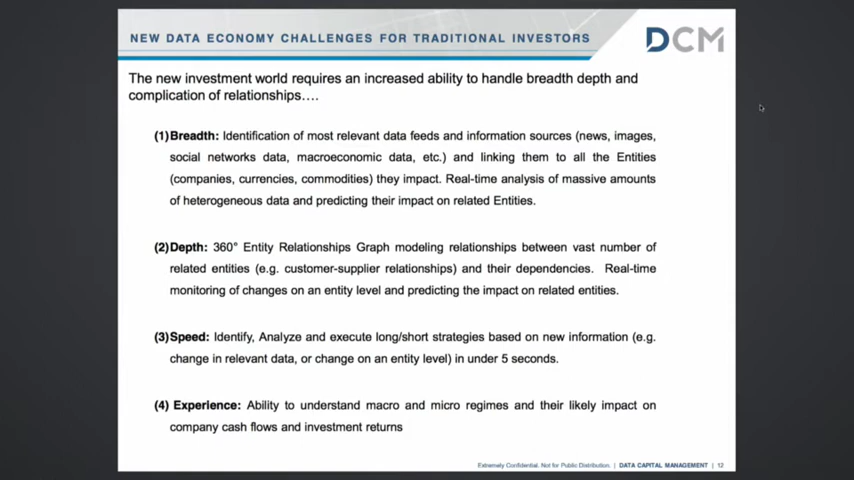 NEW DATA ECONOMY CHALLENGES FOR TRADITIONAL INVESTORS
DCM
The new investment world requires an increased ability to handle breadth depth and
complication of relationships….
(1)Breadth: Identification of most relevant data feeds and information sources (news, images,
social networks data, macroeconomic data, etc.) and linking them to all the Entities
(companies, currencies, commodities) they impact. Real-time analysis of massive amounts
of heterogeneous data and predicting their impact on related Entities.
(2)Depth: 360° Entity Relationships Graph modeling relationships between vast number of
related entities (e.g. customer-supplier relationships) and their dependencies. Real-time
monitoring of changes on an entity level and predicting the impact on related entities.
(3)Speed: Identify, Analyze and execute long/short strategies based on new information (e.g.
change in relevant data, or change on an entity level) in under 5 seconds.
(4) Experience: Ability to understand macro and micro regimes and their likely impact on
company cash flows and investment returns
Extremely Confidential. Not for Public Distribution. | DATA CAPITAL MANAGEMENT | 12